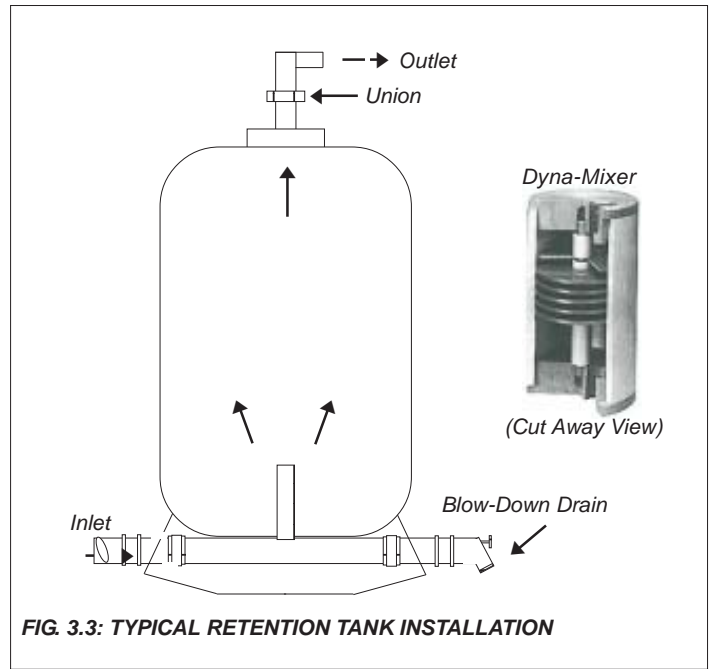 Outlet
Union
Dyna-Mixer
(Cut Away View)
Inlet
Blow-Down Drain
FIG. 3.3: TYPICAL RETENTION TANK INSTALLATION